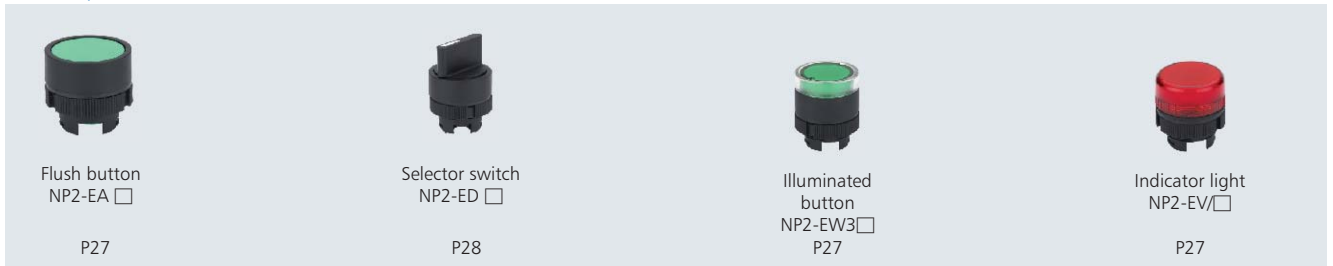 Flush button
NP2-EA □
P27
Selector switch
NP2-ED □
P28
Illuminated
button
NP2-EW3□
P27
Indicator light
NP2-EV/□
P27